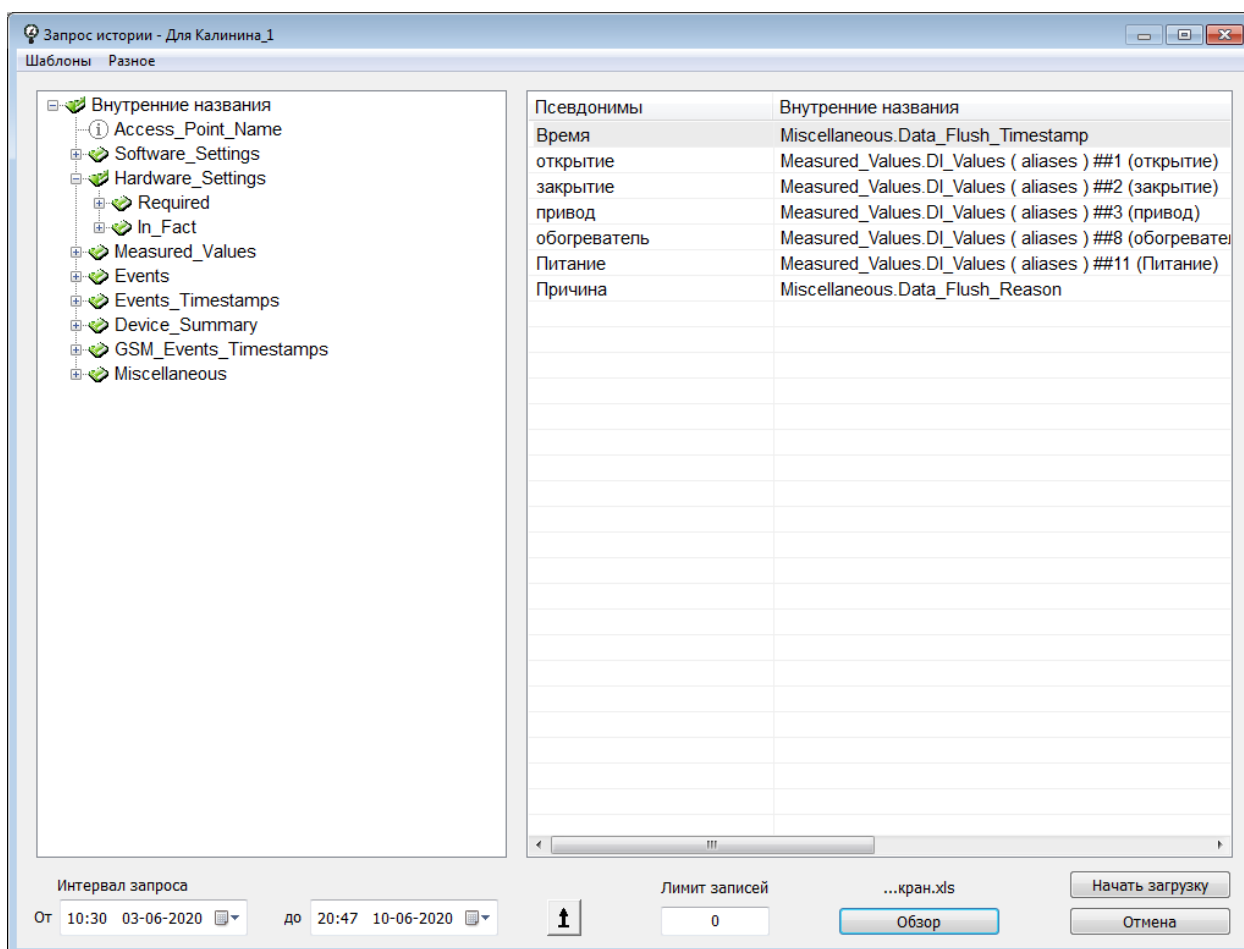 Запрос истории - Для Калинина_1
Шаблоны Разное
Внутренние названия
Access_Point_Name
Software_Settings
Hardware_Settings
Required
In_Fact
Measured_Values
Events
Events_Timestamps
Device_Summary
GSM_Events_Timestamps
Miscellaneous
Псевдонимы Внутренние названия
Время Miscellaneous.Data_Flush_Timestamp
открытие Measured_Values.DI_Values ( aliases ) ##1 (открытие)
закрытие Measured_Values.DI_Values ( aliases ) ##2 (закрытие)
привод Measured_Values.DI_Values ( aliases ) ##3 (привод)
обогреватель Measured_Values.DI_Values ( aliases ) ##8 (обогревател
Питание Measured_Values.DI_Values ( aliases ) ##11 (Питание)
Причина Miscellaneous.Data_Flush_Reason
Интервал запроса
От 10:30 03-06-2020 до 20:47 10-06-2020
Лимит записей
0
...кран.xls
Обзор
Начать загрузку
Отмена